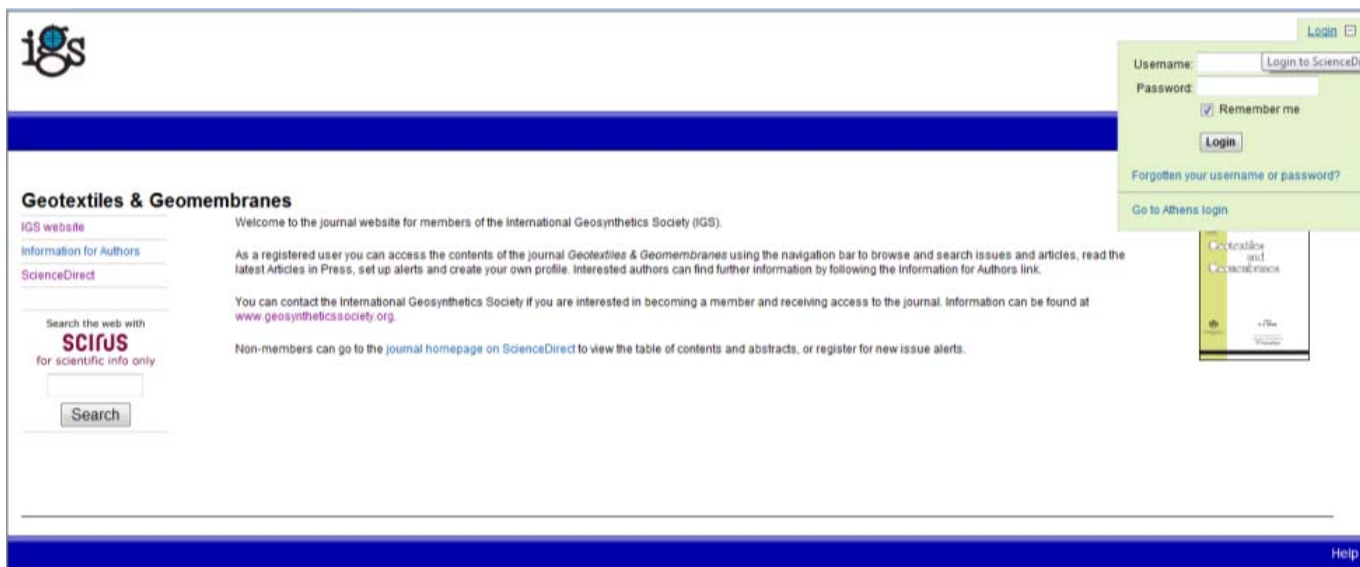 igs
Login
Username:
Login to ScienceDi
Password:
Remember me
Login
Forgotten your username or password?
Go to Athens login
Geotextiles & Geomembranes
IGS website
Information for Authors
ScienceDirect
Search the web with
SCIRUS
for scientific info only
Search
Welcome to the journal website for members of the International Geosynthetics Society (IGS).
As a registered user you can access the contents of the journal Geotextiles & Geomembranes using the navigation bar to browse and search issues and articles, read the
latest Articles in Press, set up alerts and create your own profile. Interested authors can find further information by following the Information for Authors link.
You can contact the International Geosynthetics Society if you are interested in becoming a member and receiving access to the journal. Information can be found at
www.geosyntheticssociety.org.
Non-members can go to the journal homepage on ScienceDirect to view the table of contents and abstracts, or register for new issue alerts.
Geotextiles
and
Geomembranes
Help